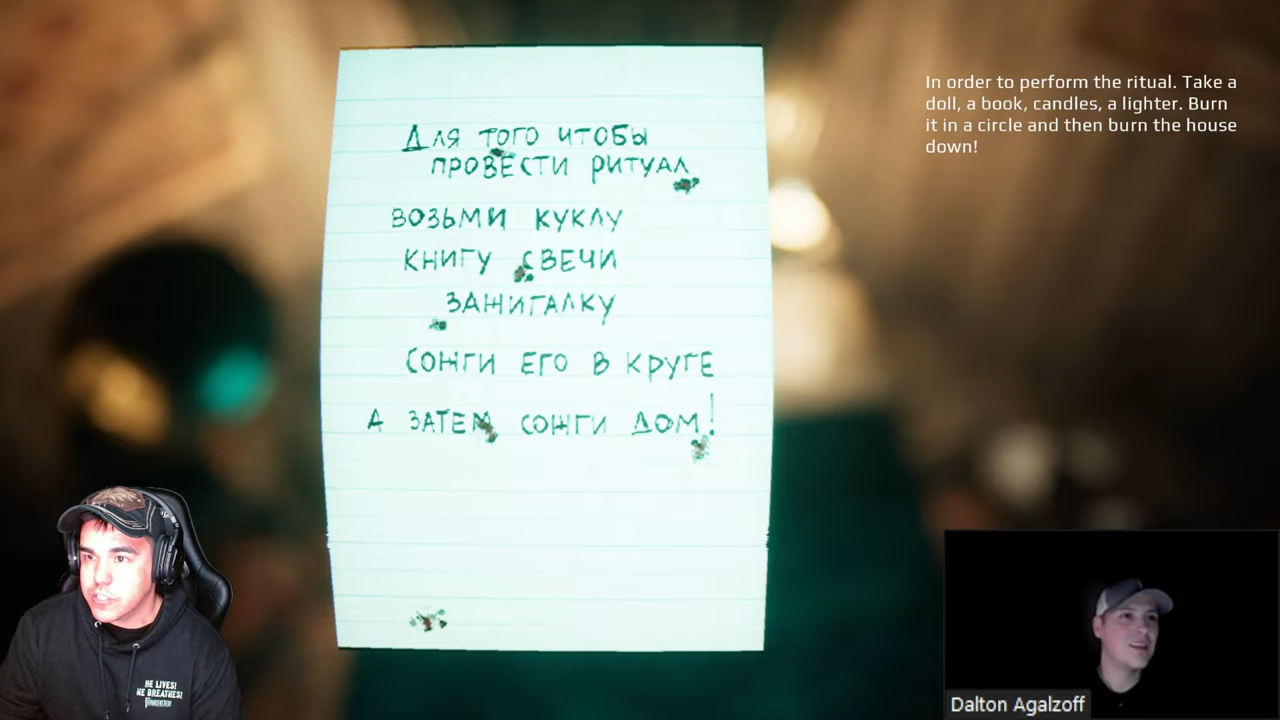 Для того чтобы
провести ритуал
возьми куклу
книгу свечи
зажигалку
сожги его в круге
а затем сожги дом!
In order to perform the ritual. Take a
doll, a book, candles, a lighter. Burn
it in a circle and then burn the house
down!
HE LIVES!
HE BREATHES!
FRANKENSTEIN
Dalton Agalzoff